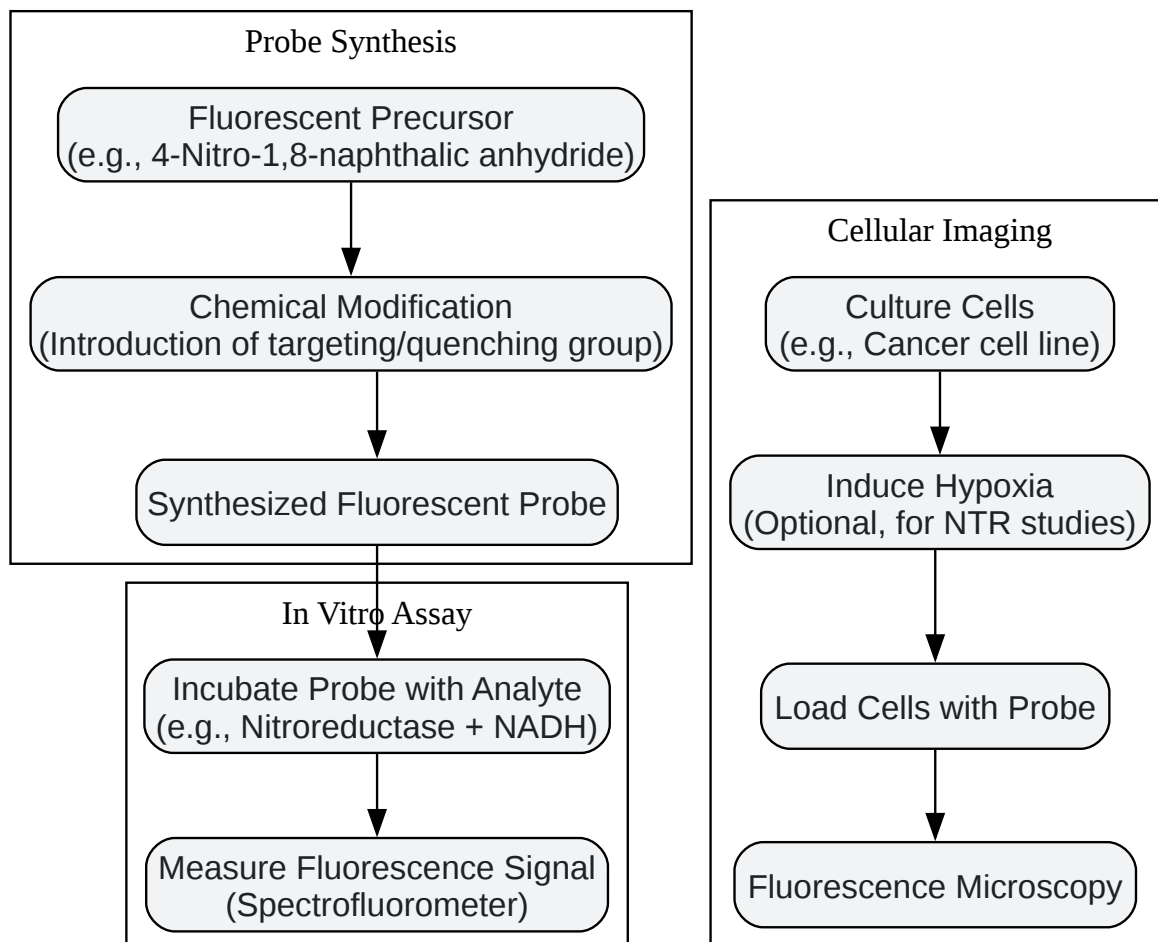 Probe Synthesis
Fluorescent Precursor
(e.g., 4-Nitro-1,8-naphthalic anhydride)
Chemical Modification
(Introduction of targeting/quenching group)
Synthesized Fluorescent Probe
In Vitro Assay
Incubate Probe with Analyte
(e.g., Nitroreductase + NADH)
Measure Fluorescence Signal
(Spectrofluorometer)
Cellular Imaging
Culture Cells
(e.g., Cancer cell line)
Induce Hypoxia
(Optional, for NTR studies)
Load Cells with Probe
Fluorescence Microscopy